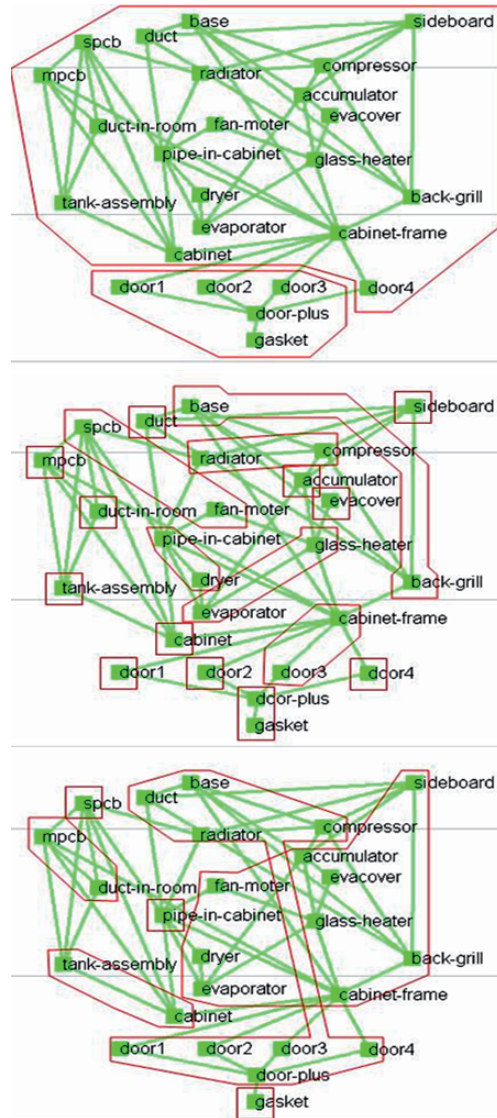 base
sideboard
duct
spcb
compressor
mpcb
radiator
accumulator
evacover
duct-in-room
fan-moter
pipe-in-cabinet
glass-heater
dryer
back-grill
tank-assembly
evaporator
cabinet-frame
cabinet
door1
door2
door3
door4
door-plus
gasket
base
sideboard
duct
spcb
compressor
mpcb
radiator
accumulator
evacover
duct-in-room
fan-moter
pipe-in-cabinet
glass-heater
dryer
back-grill
tank-assembly
evaporator
cabinet-frame
cabinet
door1
door2
door3
door4
door-plus
gasket
base
sideboard
duct
spcb
compressor
mpcb
radiator
accumulator
evacover
duct-in-room
fan-moter
pipe-in-cabinet
glass-heater
dryer
back-grill
tank-assembly
evaporator
cabinet-frame
cabinet
door1
door2
door3
door4
door-plus
gasket